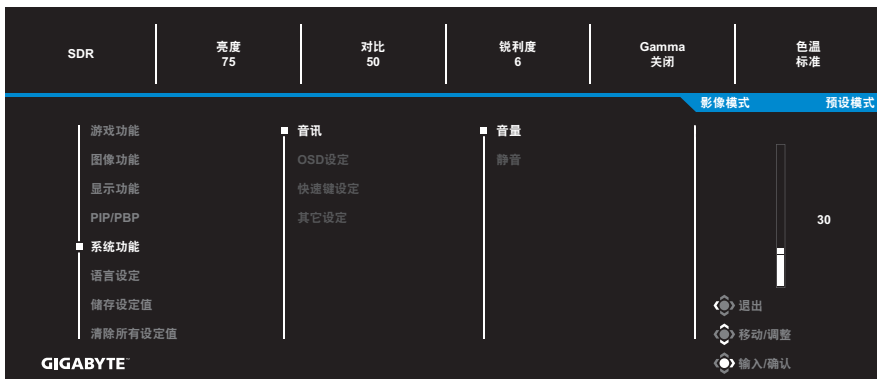 SDR
亮度
75
对比
50
锐利度
6
Gamma
关闭
色温
标准
影像模式 预设模式
游戏功能
图像功能
显示功能
PIP/PBP
系统功能
语言设定
储存设定值
清除所有设定值
音讯
OSD设定
快速键设定
其它设定
音量
静音
30
退出
移动/调整
输入/确认
GIGABYTE™